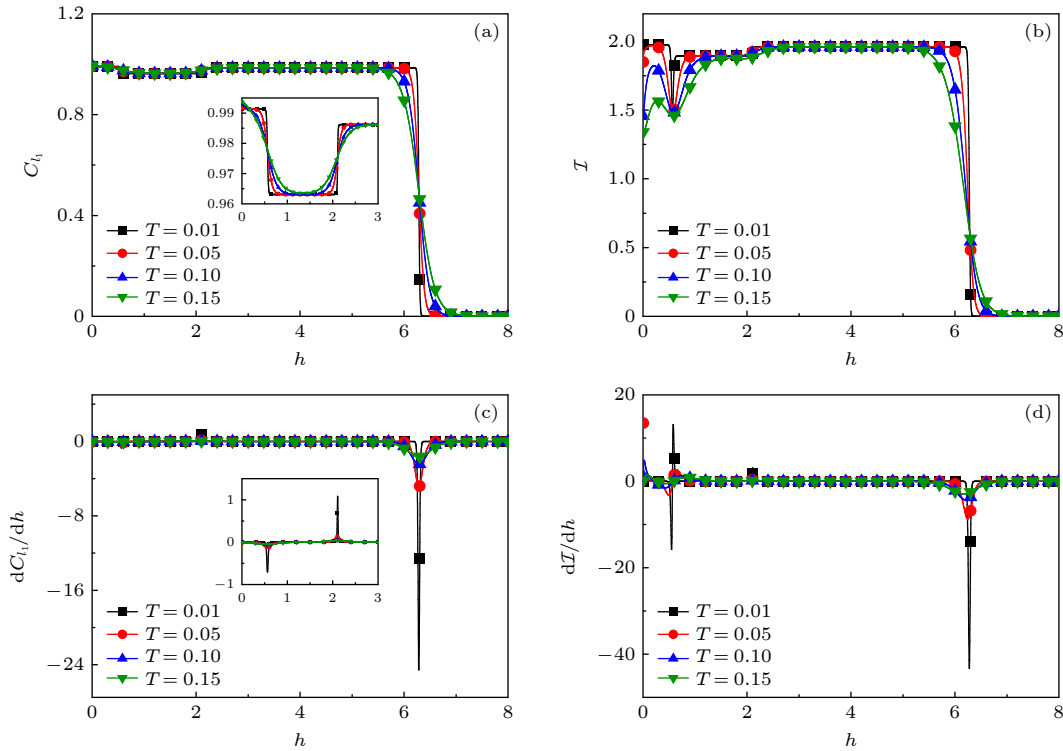 (a)
1.2
0.8
0.4
0
C_{l_1}
0.99
0.98
0.97
0.96
0 1 2 3
T = 0.01
T = 0.05
T = 0.10
T = 0.15
0 2 4 6 8
h
(b)
2.0
1.5
1.0
0.5
0
ℐ
T = 0.01
T = 0.05
T = 0.10
T = 0.15
0 2 4 6 8
h
(c)
0
−8
−16
−24
dC_{l_1}/dh
1
0
−1
0 1 2 3
T = 0.01
T = 0.05
T = 0.10
T = 0.15
0 2 4 6 8
h
(d)
20
0
−20
−40
dℐ/dh
T = 0.01
T = 0.05
T = 0.10
T = 0.15
0 2 4 6 8
h